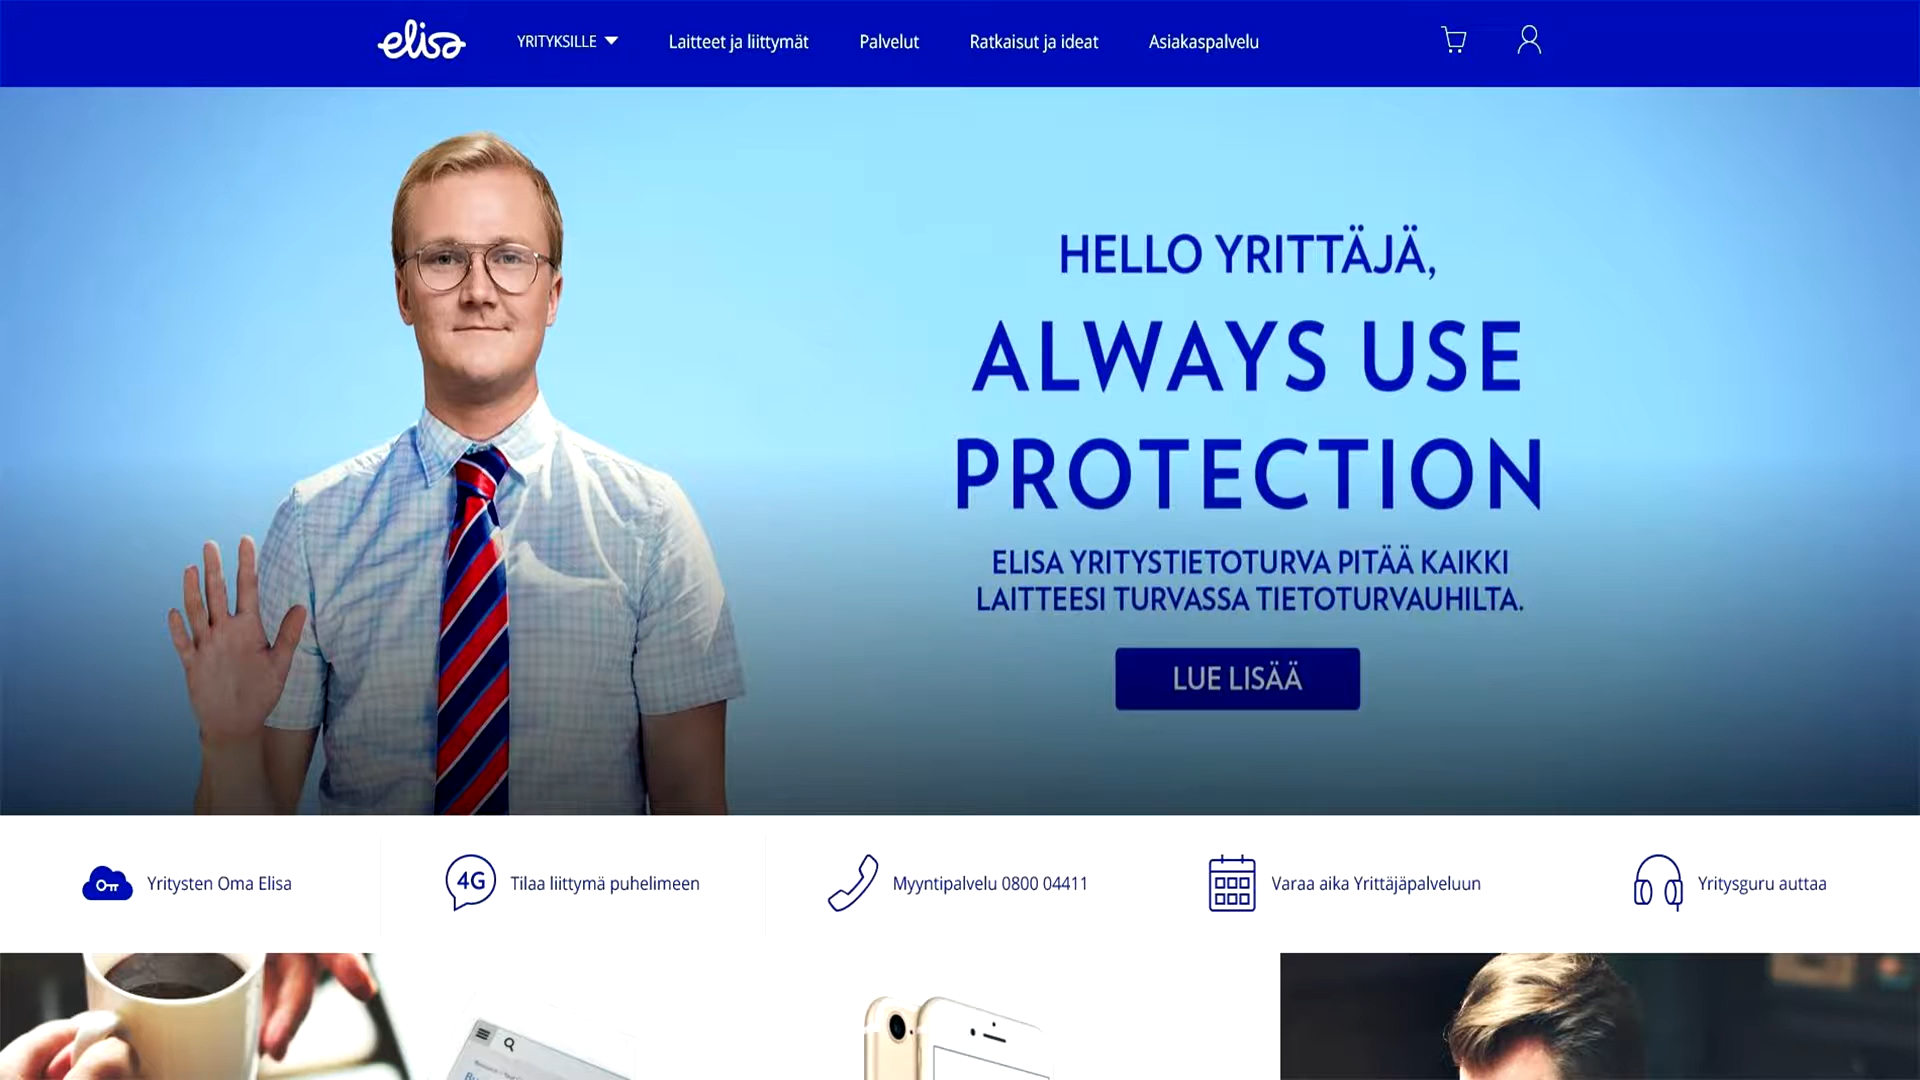 elisa
YRITYKSILLE
Laitteet ja liittymät
Palvelut
Ratkaisut ja ideat
Asiakaspalvelu
HELLO YRITTÄJÄ,
ALWAYS USE
PROTECTION
ELISA YRITYSTIETOTURVA PITÄÄ KAIKKI
LAITTEESI TURVASSA TIETOTURVAUHILTA.
LUE LISÄÄ
Yritysten Oma Elisa
4G
Tilaa liittymä puhelimeen
Myyntipalvelu 0800 04411
Varaa aika Yrittäjäpalveluun
Yritysguru auttaa